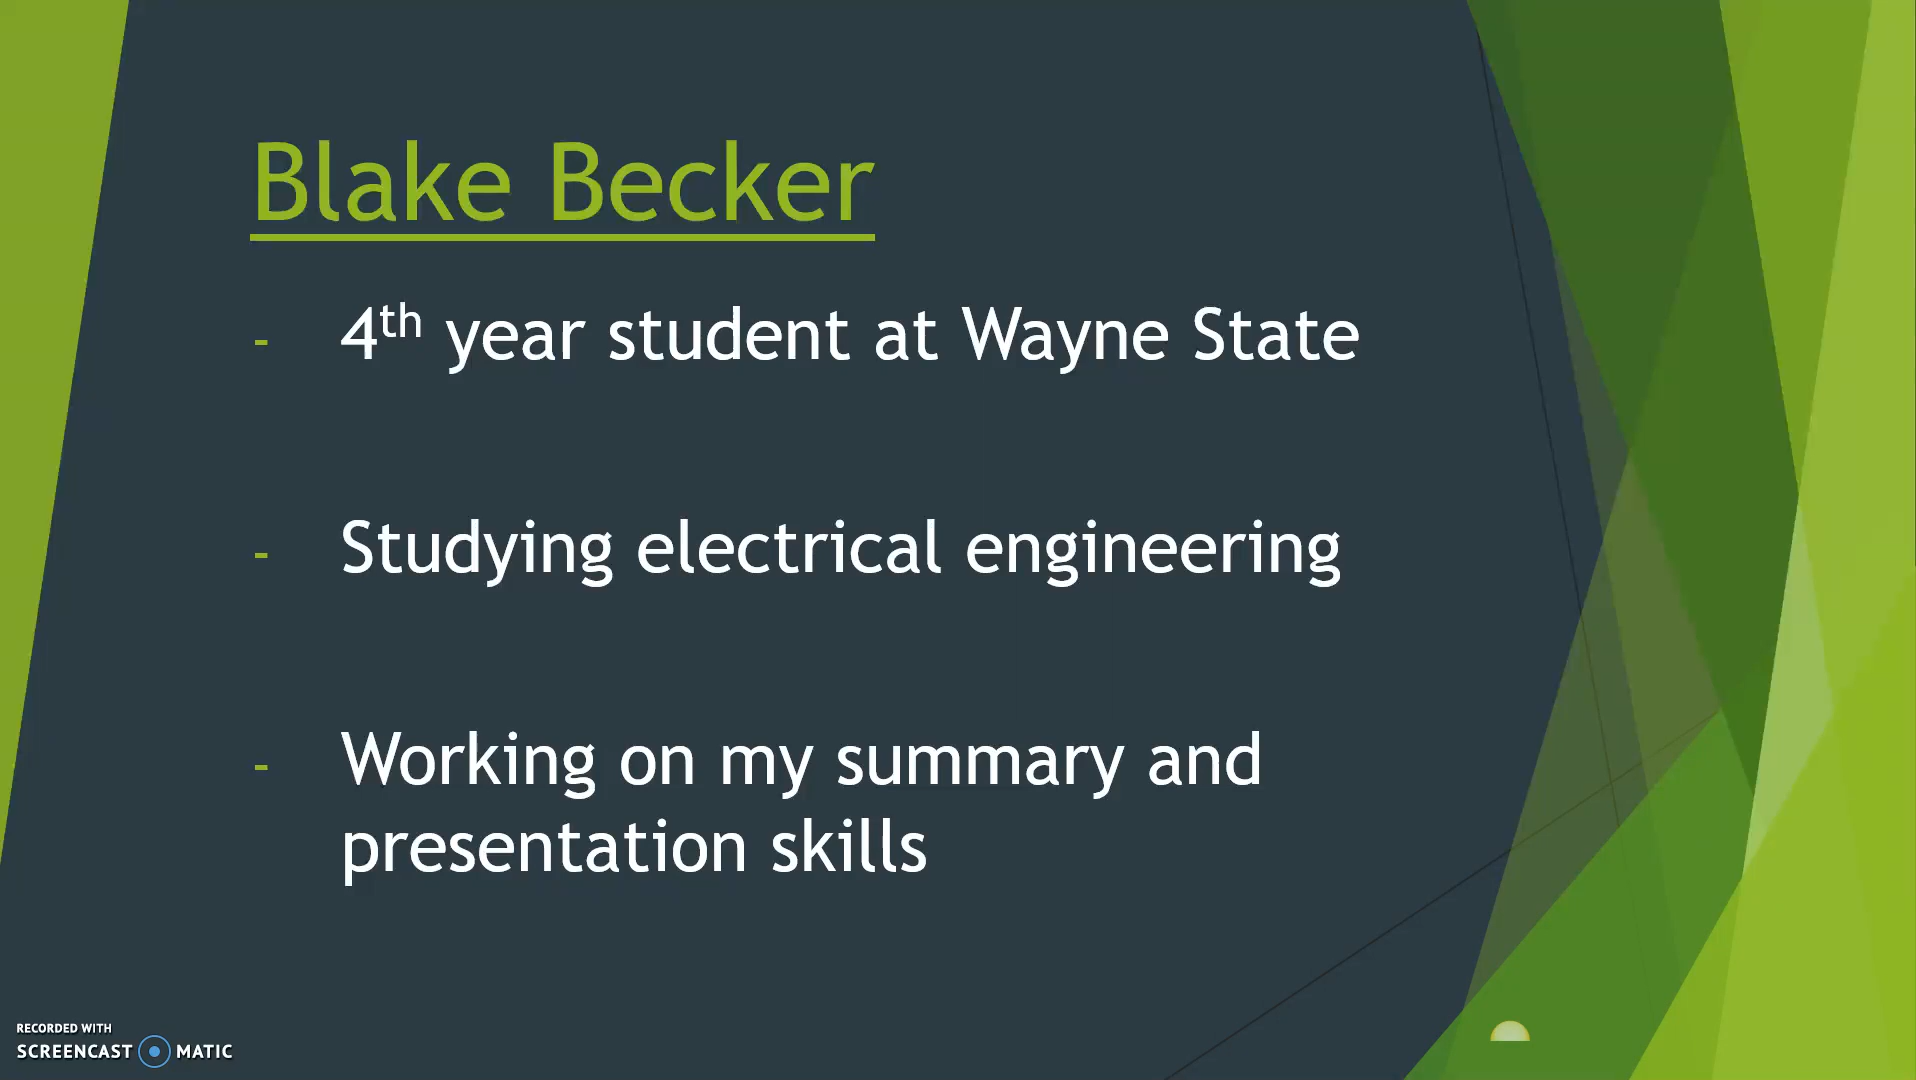 Blake Becker
- 4th year student at Wayne State
- Studying electrical engineering
- Working on my summary and
presentation skills
RECORDED WITH
SCREENCAST MATIC